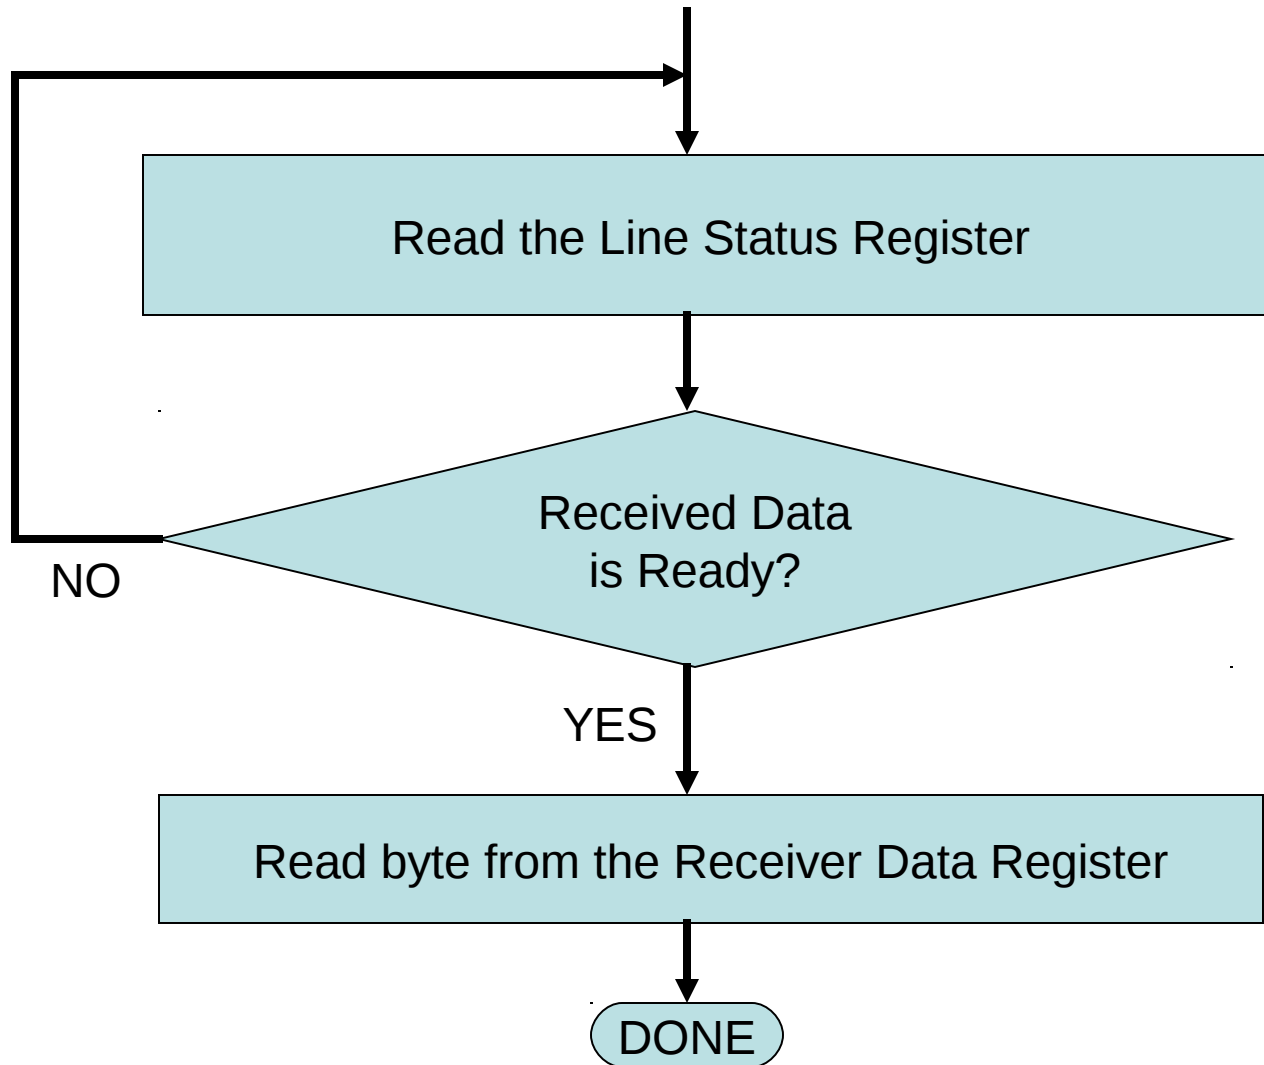 Read the Line Status Register
Received Data
is Ready?
NO
YES
Read byte from the Receiver Data Register
DONE